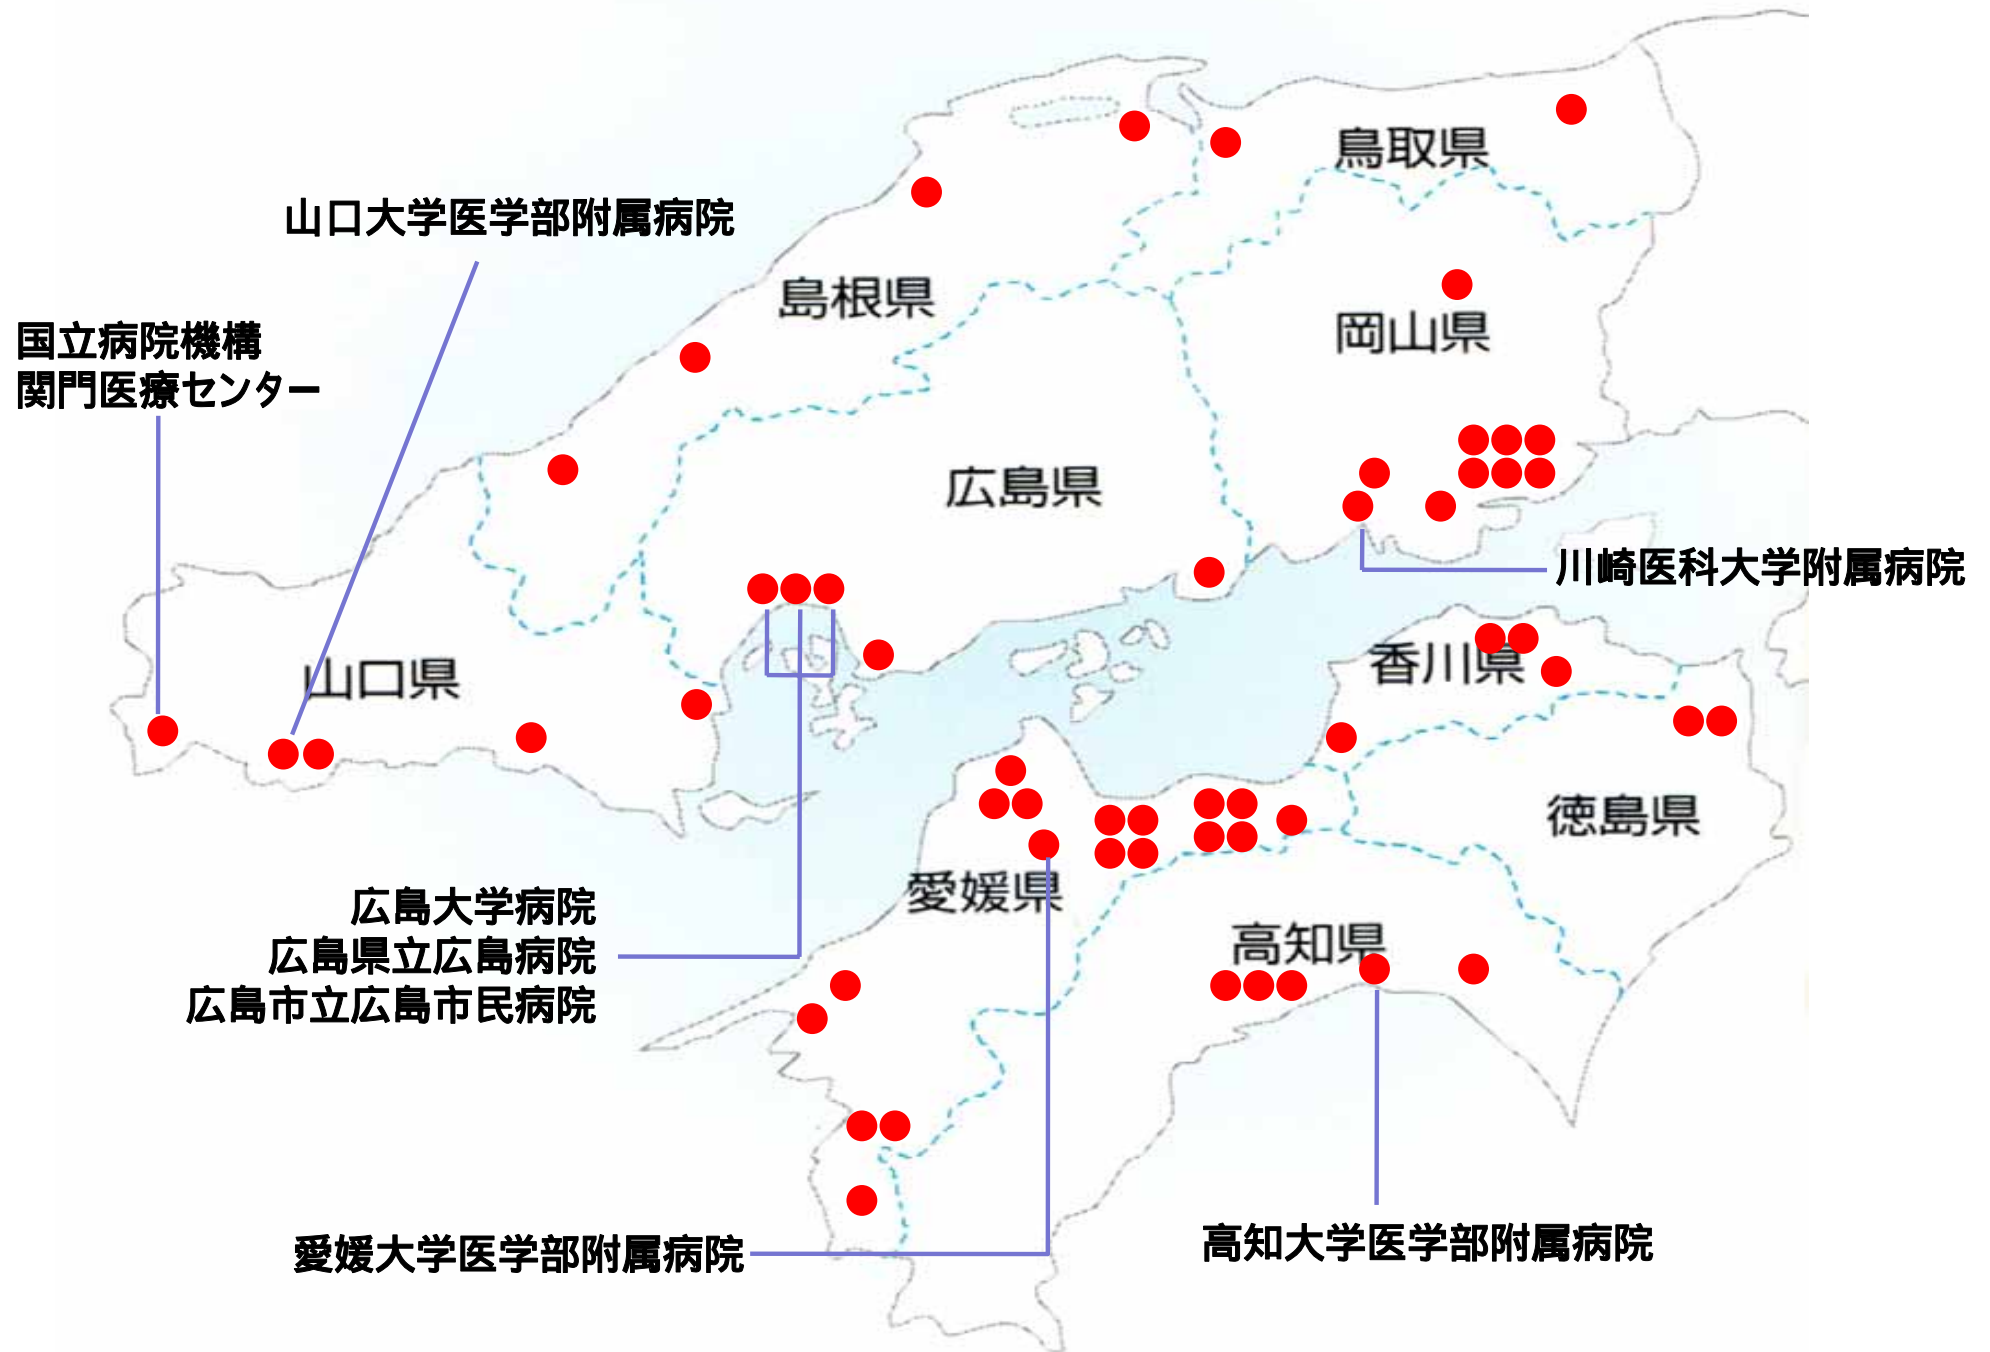 鳥取県
山口大学医学部附属病院
島根県
岡山県
国立病院機構
関門医療センター
広島県
川崎医科大学附属病院
山口県
香川県
徳島県
愛媛県
広島大学病院
広島県立広島病院
広島市立広島市民病院
高知県
愛媛大学医学部附属病院
高知大学医学部附属病院